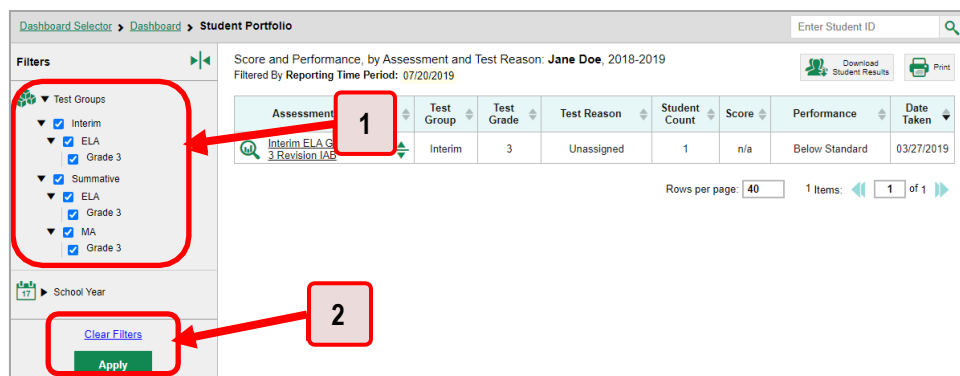 Dashboard Selector > Dashboard > Student Portfolio
Enter Student ID
Filters
Test Groups
Interim
ELA
Grade 3
Summative
ELA
Grade 3
MA
Grade 3
17
School Year
Clear Filters
Apply
Score and Performance, by Assessment and Test Reason: Jane Doe, 2018-2019
Filtered By Reporting Time Period: 07/20/2019
Download
Student Results
Print
Assessment Test Group Test Grade Test Reason Student Count Score Performance Date Taken
Interim ELA G
3 Revision IAB
Interim 3 Unassigned 1 n/a Below Standard 03/27/2019
Rows per page: 40 1 Items: 1 of 1
1
2